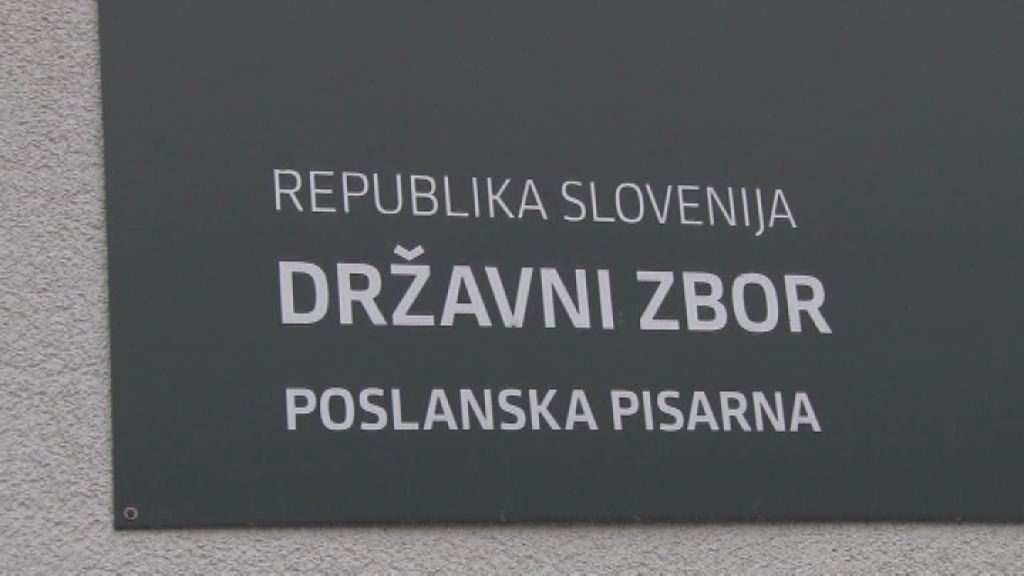 REPUBLIKA SLOVENIJA
DRŽAVNI ZBOR
POSLANSKA PISARNA